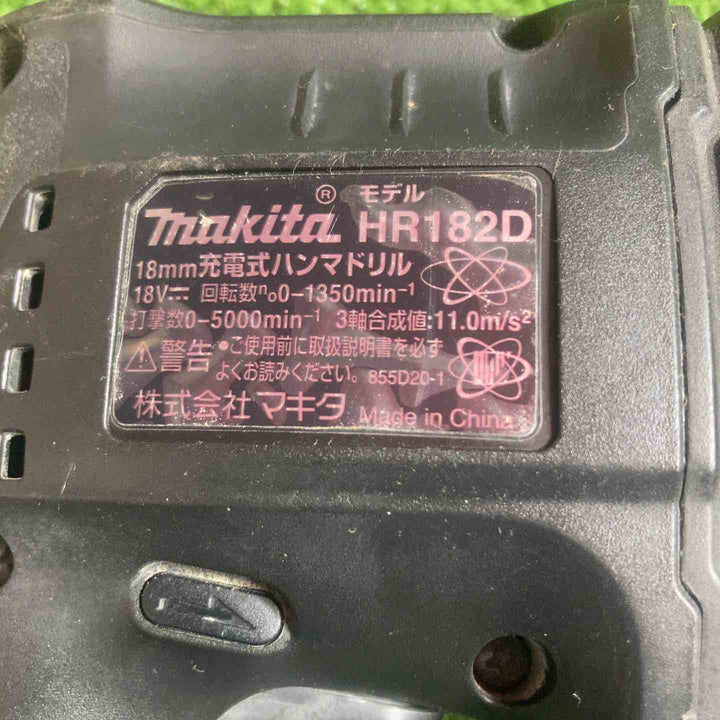 makita® モデル HR182D
18mm充電式ハンマドリル
18V⎓ 回転数n₀0-1350min⁻¹
打撃数0-5000min⁻¹ 3軸合成値:11.0m/s²
⚠警告 •ご使用前に取扱説明書を必ず
よくお読みください。 855D20-1
株式会社マキタ Made in China